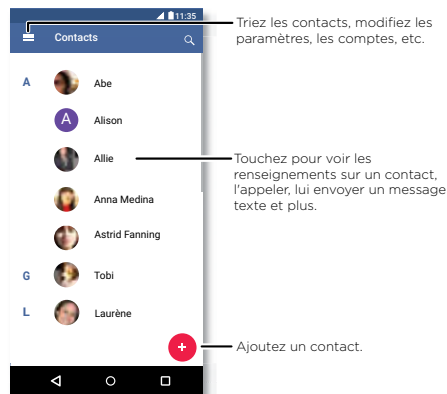 11:35
Contacts
A
Abe
A
Alison
Allie
Anna Medina
Astrid Fanning
G
Tobi
L
Laurène
Triez les contacts, modifiez les
paramètres, les comptes, etc.
Touchez pour voir les
renseignements sur un contact,
l'appeler, lui envoyer un message
texte et plus.
Ajoutez un contact.